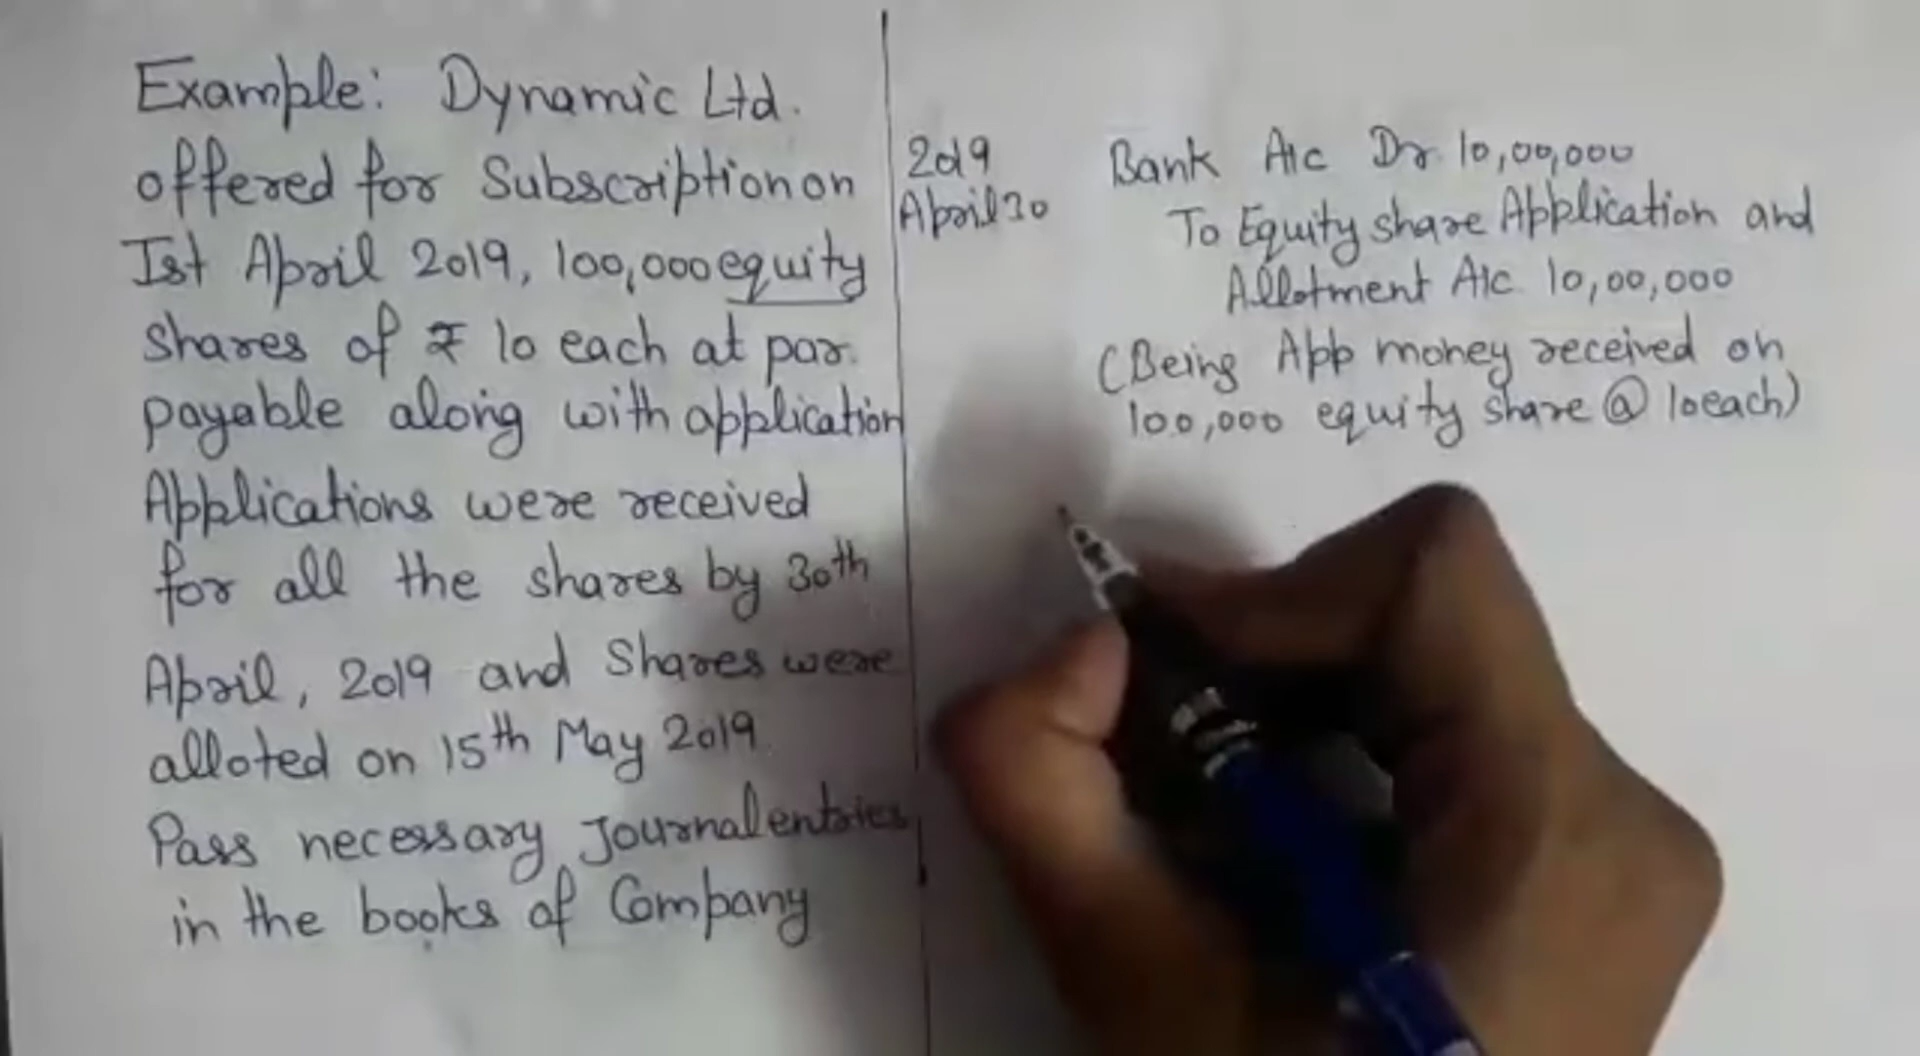 Example: Dynamic Ltd.
offered for Subscription on
Ist April 2019, 100,000 equity
shares of ₹ 10 each at par.
payable along with application
Applications were received
for all the shares by 30th
April, 2019 and Shares were
alloted on 15th May 2019
Pass necessary Journal entries
in the books of Company
2019
April 30
Bank A/c Dr. 10,00,000
To Equity share Application and
Allotment A/c 10,00,000
(Being App money received on
100,000 equity share @ 10 each)